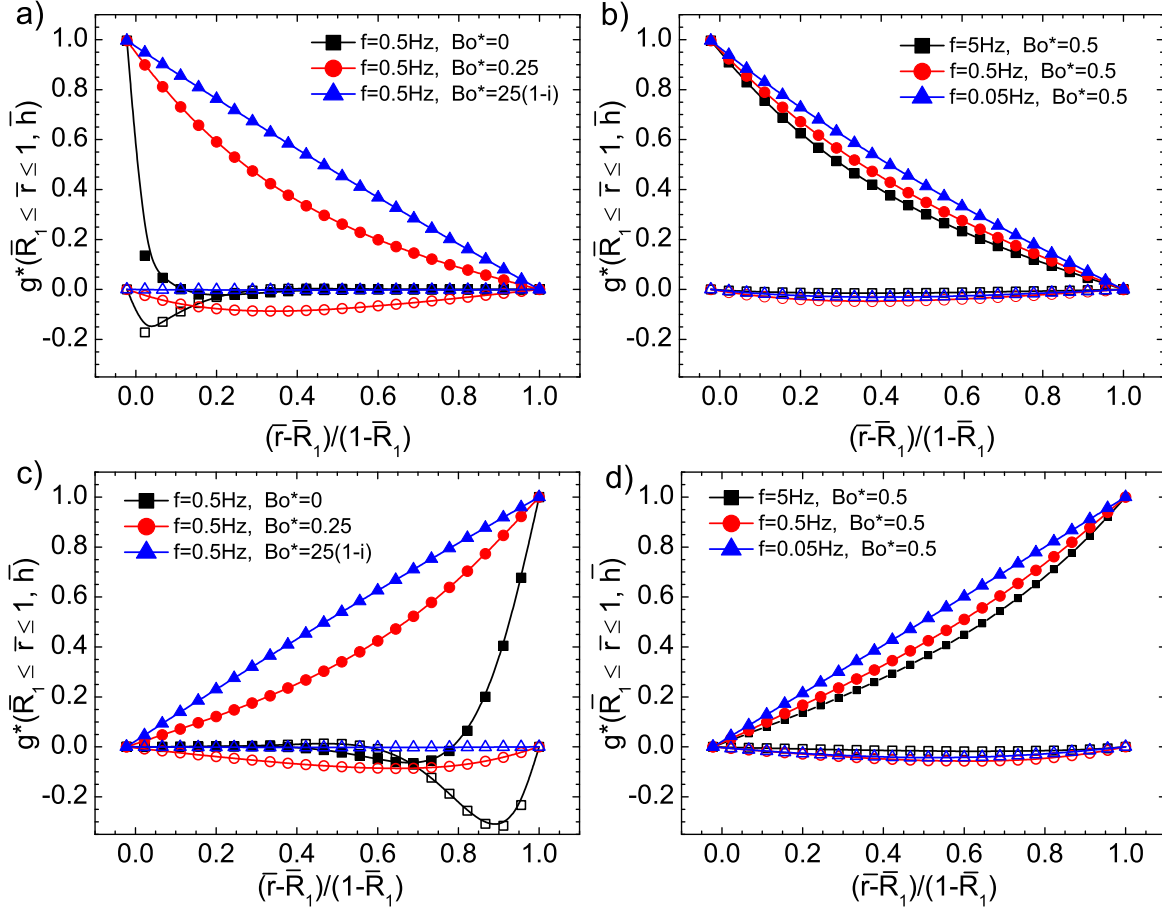 a)
f=0.5Hz, Bo*=0
f=0.5Hz, Bo*=0.25
f=0.5Hz, Bo*=25(1-i)
1.0
0.8
0.6
0.4
0.2
0.0
-0.2
g*(R̄₁ ≤ r̄ ≤ 1, h̄)
0.0 0.2 0.4 0.6 0.8 1.0
(r̄-R̄₁)/(1-R̄₁)
b)
f=5Hz, Bo*=0.5
f=0.5Hz, Bo*=0.5
f=0.05Hz, Bo*=0.5
1.0
0.8
0.6
0.4
0.2
0.0
-0.2
g*(R̄₁ ≤ r̄ ≤ 1, h̄)
0.0 0.2 0.4 0.6 0.8 1.0
(r̄-R̄₁)/(1-R̄₁)
c)
f=0.5Hz, Bo*=0
f=0.5Hz, Bo*=0.25
f=0.5Hz, Bo*=25(1-i)
1.0
0.8
0.6
0.4
0.2
0.0
-0.2
g*(R̄₁ ≤ r̄ ≤ 1, h̄)
0.0 0.2 0.4 0.6 0.8 1.0
(r̄-R̄₁)/(1-R̄₁)
d)
f=5Hz, Bo*=0.5
f=0.5Hz, Bo*=0.5
f=0.05Hz, Bo*=0.5
1.0
0.8
0.6
0.4
0.2
0.0
-0.2
g*(R̄₁ ≤ r̄ ≤ 1, h̄)
0.0 0.2 0.4 0.6 0.8 1.0
(r̄-R̄₁)/(1-R̄₁)